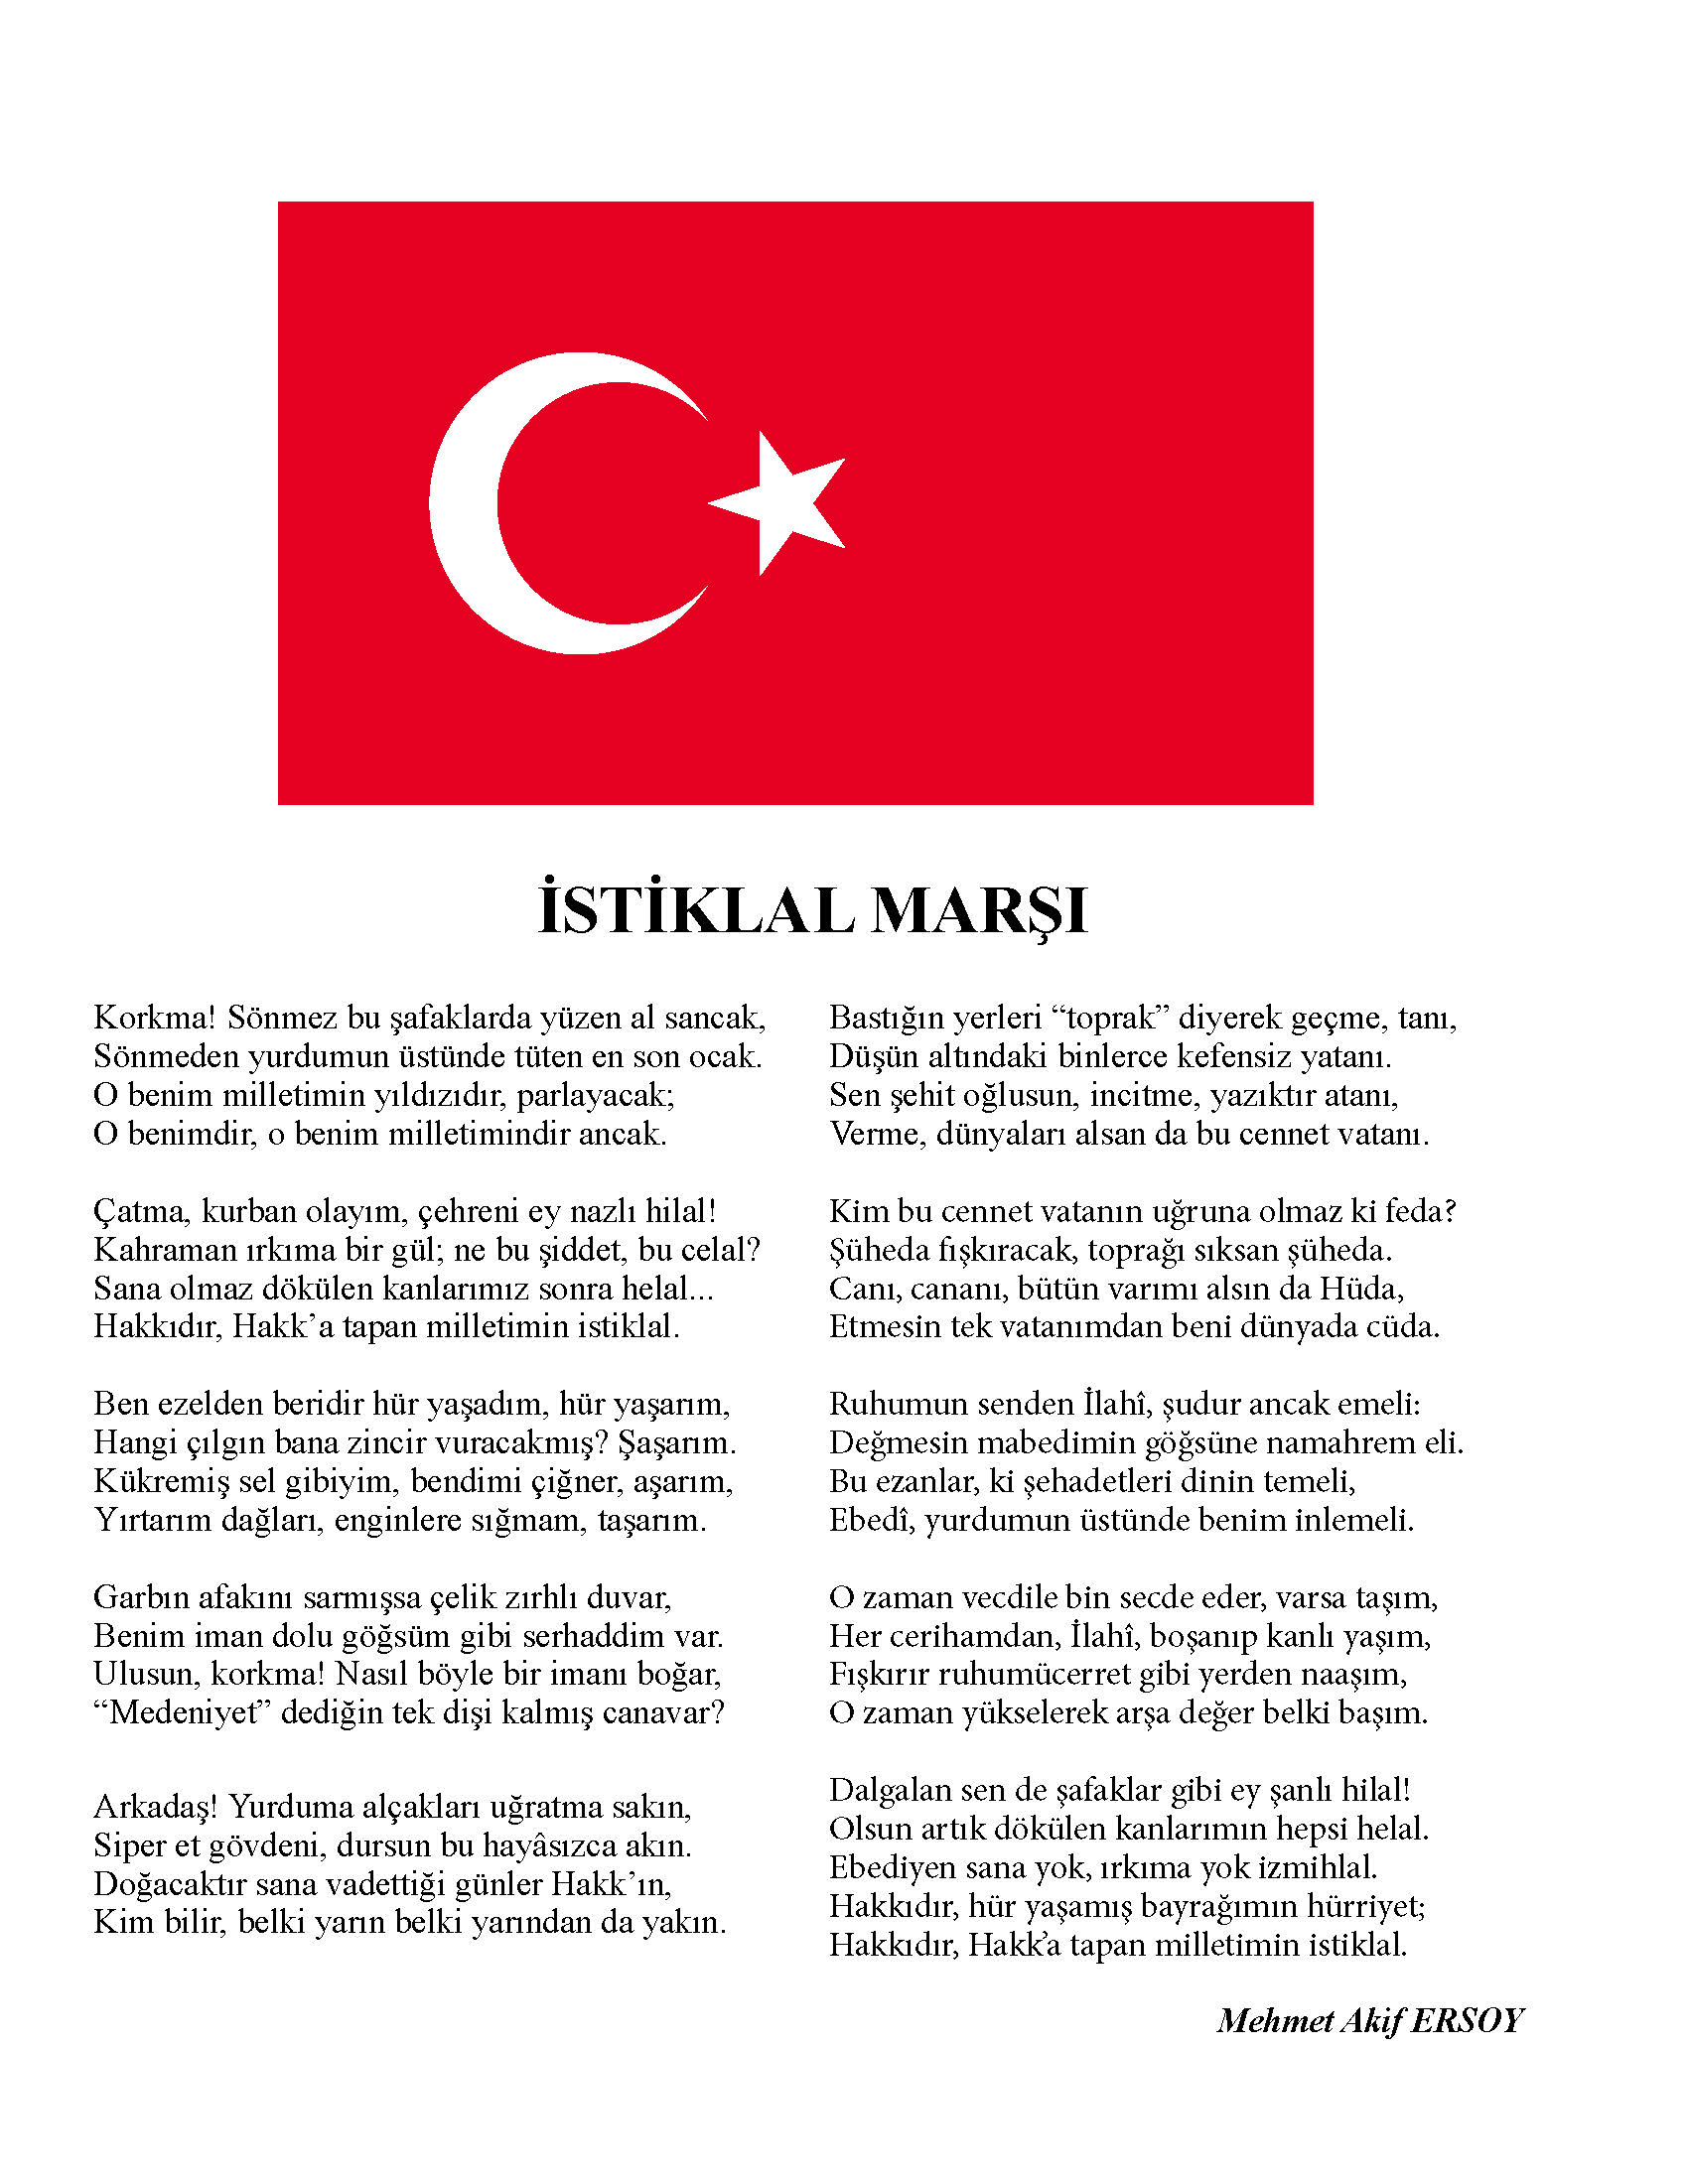 İSTİKLAL MARŞI
Korkma! Sönmez bu şafaklarda yüzen al sancak,
Sönmeden yurdumun üstünde tüten en son ocak.
O benim milletimin yıldızıdır, parlayacak;
O benimdir, o benim milletimindir ancak.
Çatma, kurban olayım, çehreni ey nazlı hilal!
Kahraman ırkıma bir gül; ne bu şiddet, bu celal?
Sana olmaz dökülen kanlarımız sonra helal...
Hakkıdır, Hakk’a tapan milletimin istiklal.
Ben ezelden beridir hür yaşadım, hür yaşarım,
Hangi çılgın bana zincir vuracakmış? Şaşarım.
Kükremiş sel gibiyim, bendimi çiğner, aşarım,
Yırtarım dağları, enginlere sığmam, taşarım.
Garbın afakını sarmışsa çelik zırhlı duvar,
Benim iman dolu göğsüm gibi serhaddim var.
Ulusun, korkma! Nasıl böyle bir imanı boğar,
“Medeniyet” dediğin tek dişi kalmış canavar?
Arkadaş! Yurduma alçakları uğratma sakın,
Siper et gövdeni, dursun bu hayâsızca akın.
Doğacaktır sana vadettiği günler Hakk’ın,
Kim bilir, belki yarın belki yarından da yakın.
Bastığın yerleri “toprak” diyerek geçme, tanı,
Düşün altındaki binlerce kefensiz yatanı.
Sen şehit oğlusun, incitme, yazıktır atanı,
Verme, dünyaları alsan da bu cennet vatanı.
Kim bu cennet vatanın uğruna olmaz ki feda?
Şüheda fışkıracak, toprağı sıksan şüheda.
Canı, cananı, bütün varımı alsın da Hüda,
Etmesin tek vatanımdan beni dünyada cüda.
Ruhumun senden İlahî, şudur ancak emeli:
Değmesin mabedimin göğsüne namahrem eli.
Bu ezanlar, ki şehadetleri dinin temeli,
Ebedî, yurdumun üstünde benim inlemeli.
O zaman vecdile bin secde eder, varsa taşım,
Her cerihamdan, İlahî, boşanıp kanlı yaşım,
Fışkırır ruhumücerret gibi yerden naaşım,
O zaman yükselerek arşa değer belki başım.
Dalgalan sen de şafaklar gibi ey şanlı hilal!
Olsun artık dökülen kanlarımın hepsi helal.
Ebediyen sana yok, ırkıma yok izmihlal.
Hakkıdır, hür yaşamış bayrağımın hürriyet;
Hakkıdır, Hakk’a tapan milletimin istiklal.
Mehmet Akif ERSOY